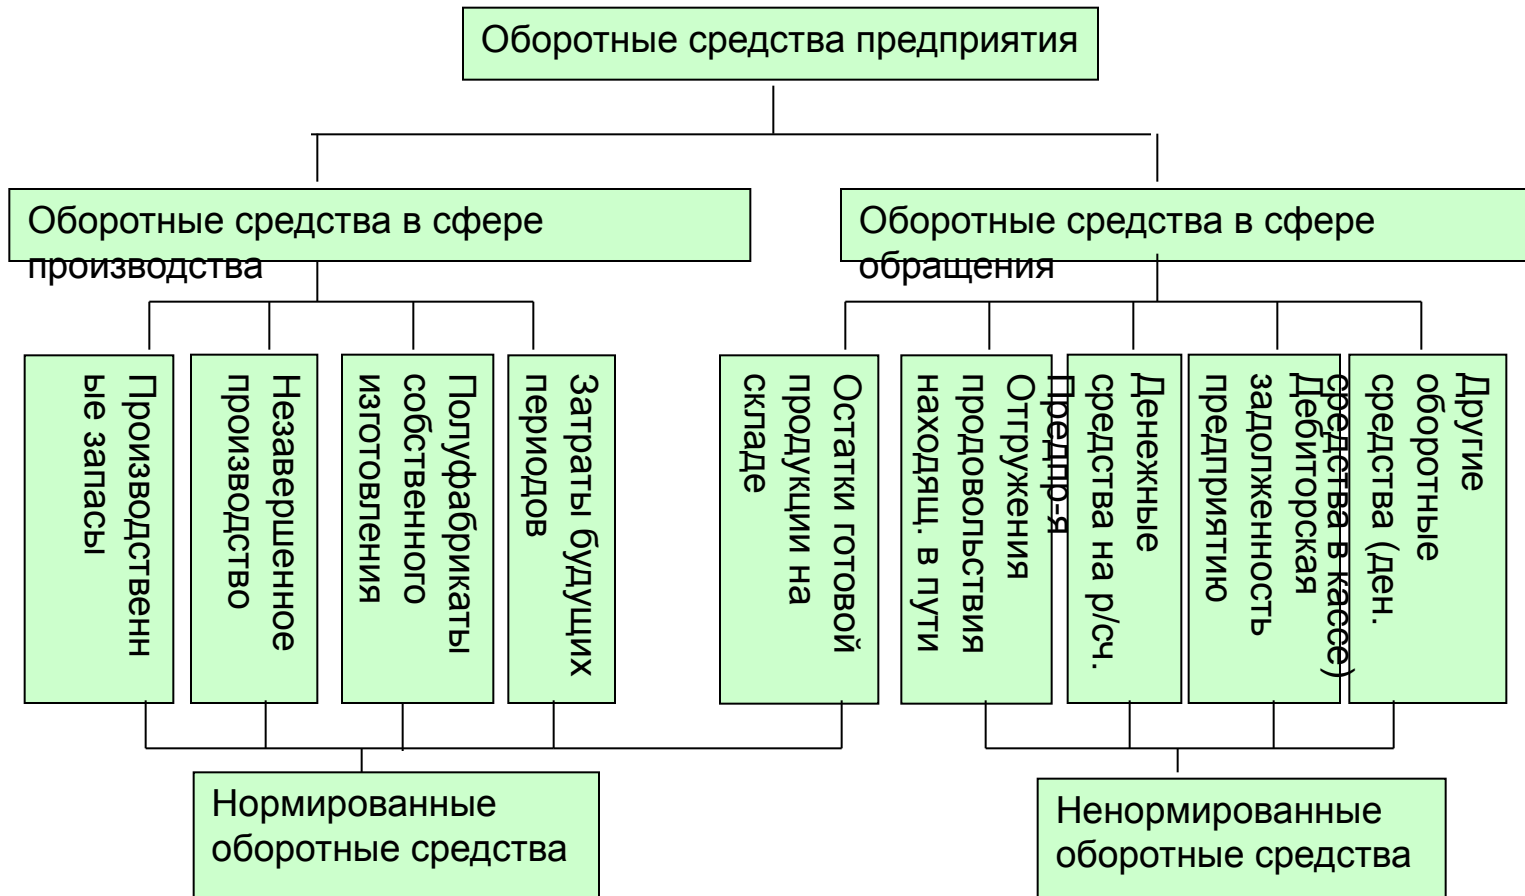 Оборотные средства предприятия
Оборотные средства в сфере
производства
Оборотные средства в сфере
обращения
Производственн
ые запасы
Незавершенное
производство
Полуфабрикаты
собственного
изготовления
Затраты будущих
периодов
Остатки готовой
продукции на
складе
Отгружения
продовольствия
находящ. в пути
Предпр-я
Денежные
средства на р/сч.
Дебиторская
задолженность
предприятию
Другие
оборотные
средства (ден.
средства в кассе)
Нормированные
оборотные средства
Ненормированные
оборотные средства